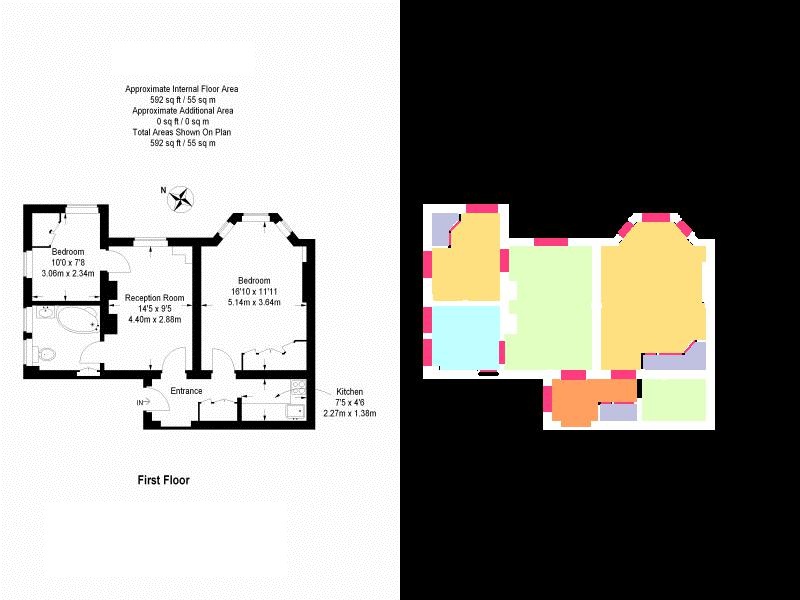 Approximate Internal Floor Area
592 sq ft / 55 sq m
Approximate Additional Area
0 sq ft / 0 sq m
Total Areas Shown On Plan
592 sq ft / 55 sq m
N
Bedroom
10'0 x 7'8
3.06m x 2.34m
Bedroom
16'10 x 11'11
5.14m x 3.64m
Reception Room
14'5 x 9'5
4.40m x 2.88m
Entrance
IN
Kitchen
7'5 x 4'6
2.27m x 1.38m
First Floor